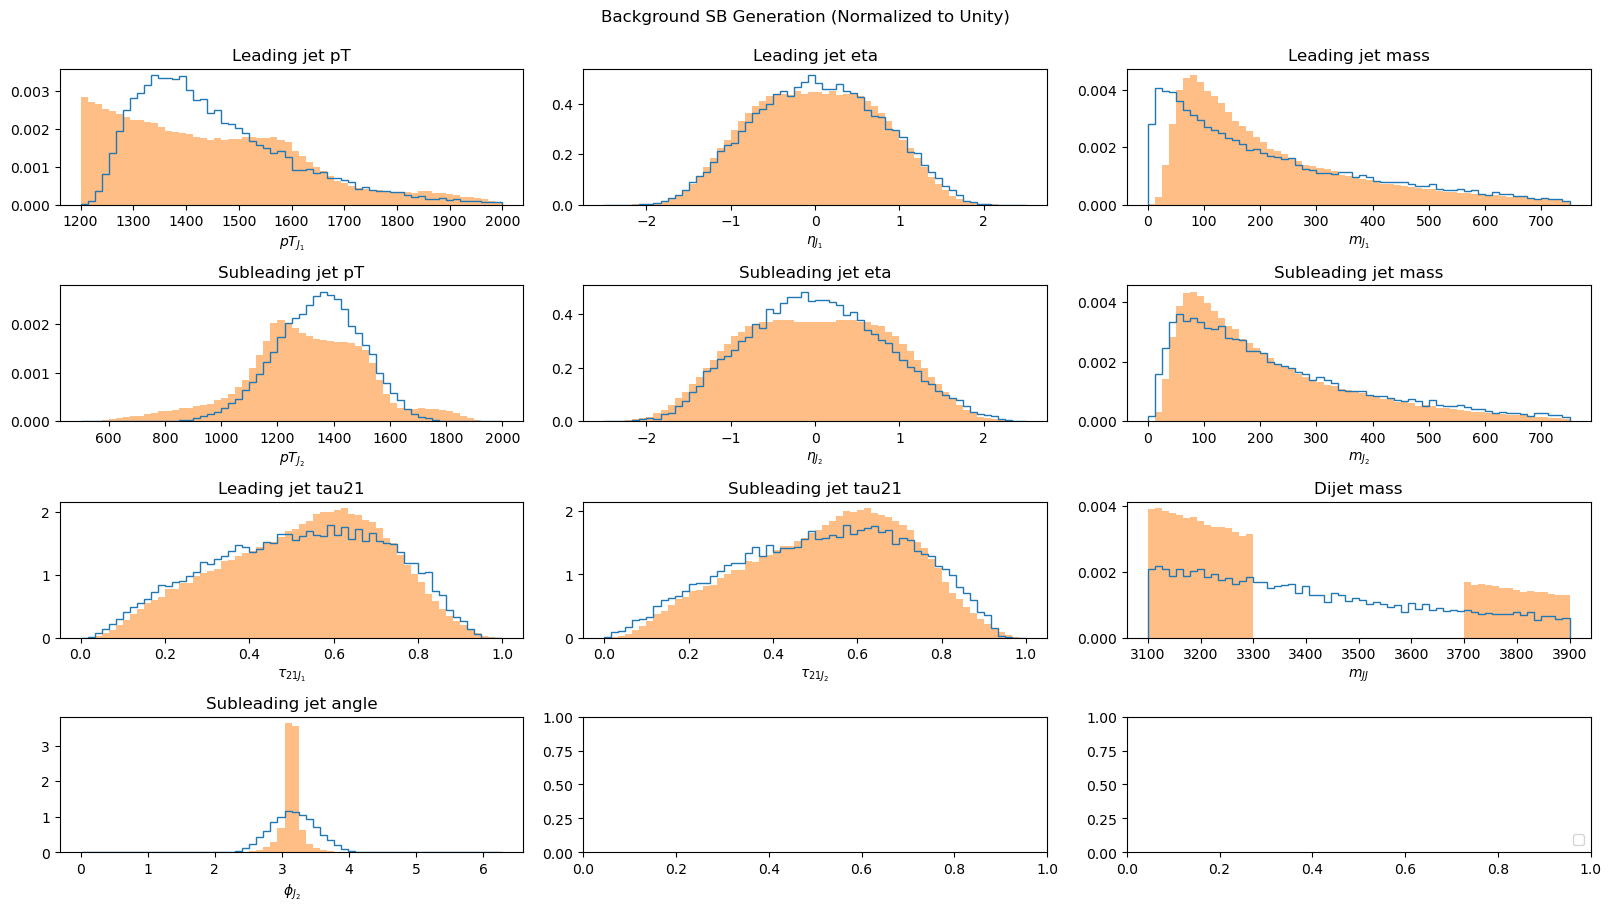 Background SB Generation (Normalized to Unity)
Leading jet pT
0.003
0.002
0.001
0.000
1200 1300 1400 1500 1600 1700 1800 1900 2000
pT_{J_1}
Leading jet eta
0.4
0.2
0.0
−2 −1 0 1 2
η_{J_1}
Leading jet mass
0.004
0.002
0.000
0 100 200 300 400 500 600 700
m_{J_1}
Subleading jet pT
0.002
0.001
0.000
600 800 1000 1200 1400 1600 1800 2000
pT_{J_2}
Subleading jet eta
0.4
0.2
0.0
−2 −1 0 1 2
η_{J_2}
Subleading jet mass
0.004
0.002
0.000
0 100 200 300 400 500 600 700
m_{J_2}
Leading jet tau21
2
1
0
0.0 0.2 0.4 0.6 0.8 1.0
τ_{21J_1}
Subleading jet tau21
2
1
0
0.0 0.2 0.4 0.6 0.8 1.0
τ_{21J_2}
Dijet mass
0.004
0.002
0.000
3100 3200 3300 3400 3500 3600 3700 3800 3900
m_{JJ}
Subleading jet angle
3
2
1
0
0 1 2 3 4 5 6
ϕ_{J_2}
1.00
0.75
0.50
0.25
0.00
0.0 0.2 0.4 0.6 0.8 1.0
1.00
0.75
0.50
0.25
0.00
0.0 0.2 0.4 0.6 0.8 1.0